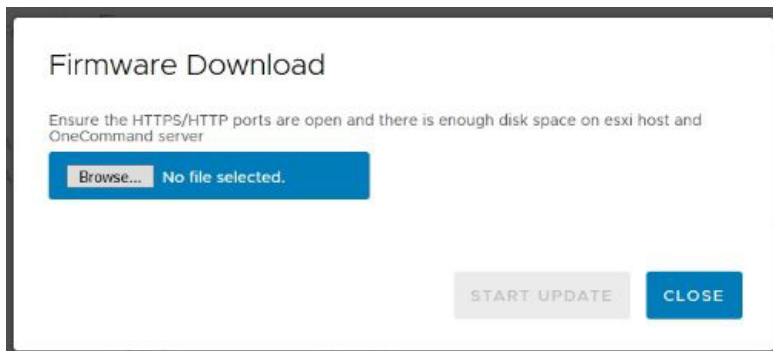 Firmware Download
Ensure the HTTPS/HTTP ports are open and there is enough disk space on esxi host and
OneCommand server
Browse... No file selected.
START UPDATE CLOSE